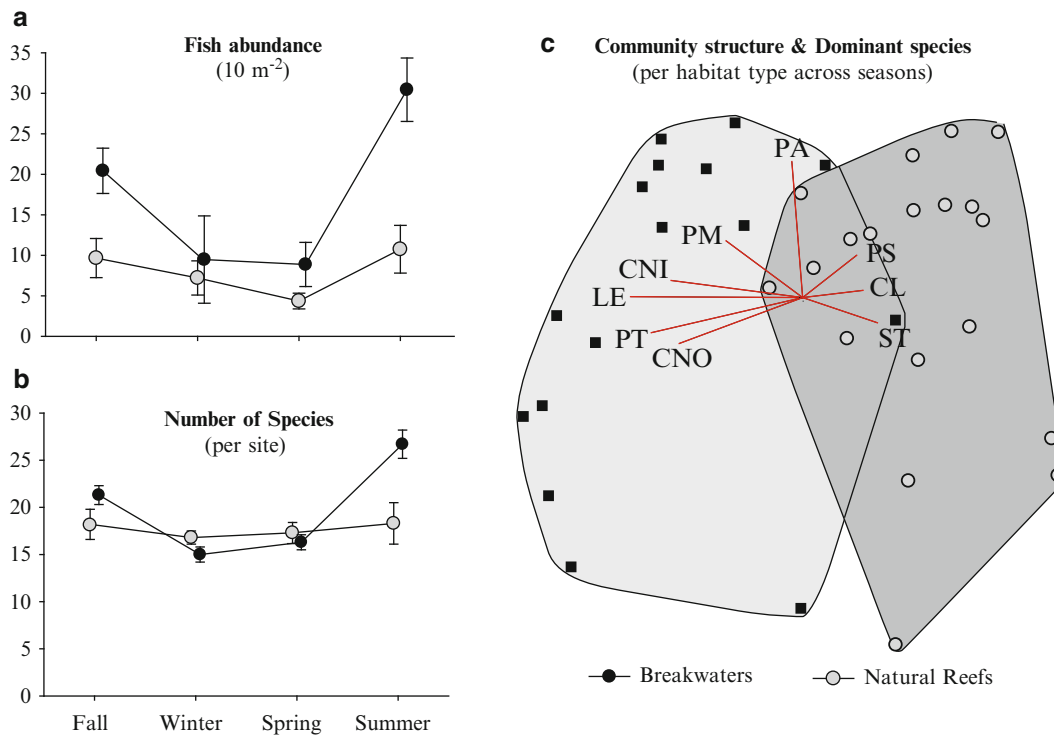 a
Fish abundance
(10 m-2)
35
30
25
20
15
10
5
0
b
Number of Species
(per site)
30
25
20
15
10
5
0
Fall Winter Spring Summer
c
Community structure & Dominant species
(per habitat type across seasons)
PA
PM
PS
CNI
CL
LE
PT
ST
CNO
Breakwaters
Natural Reefs